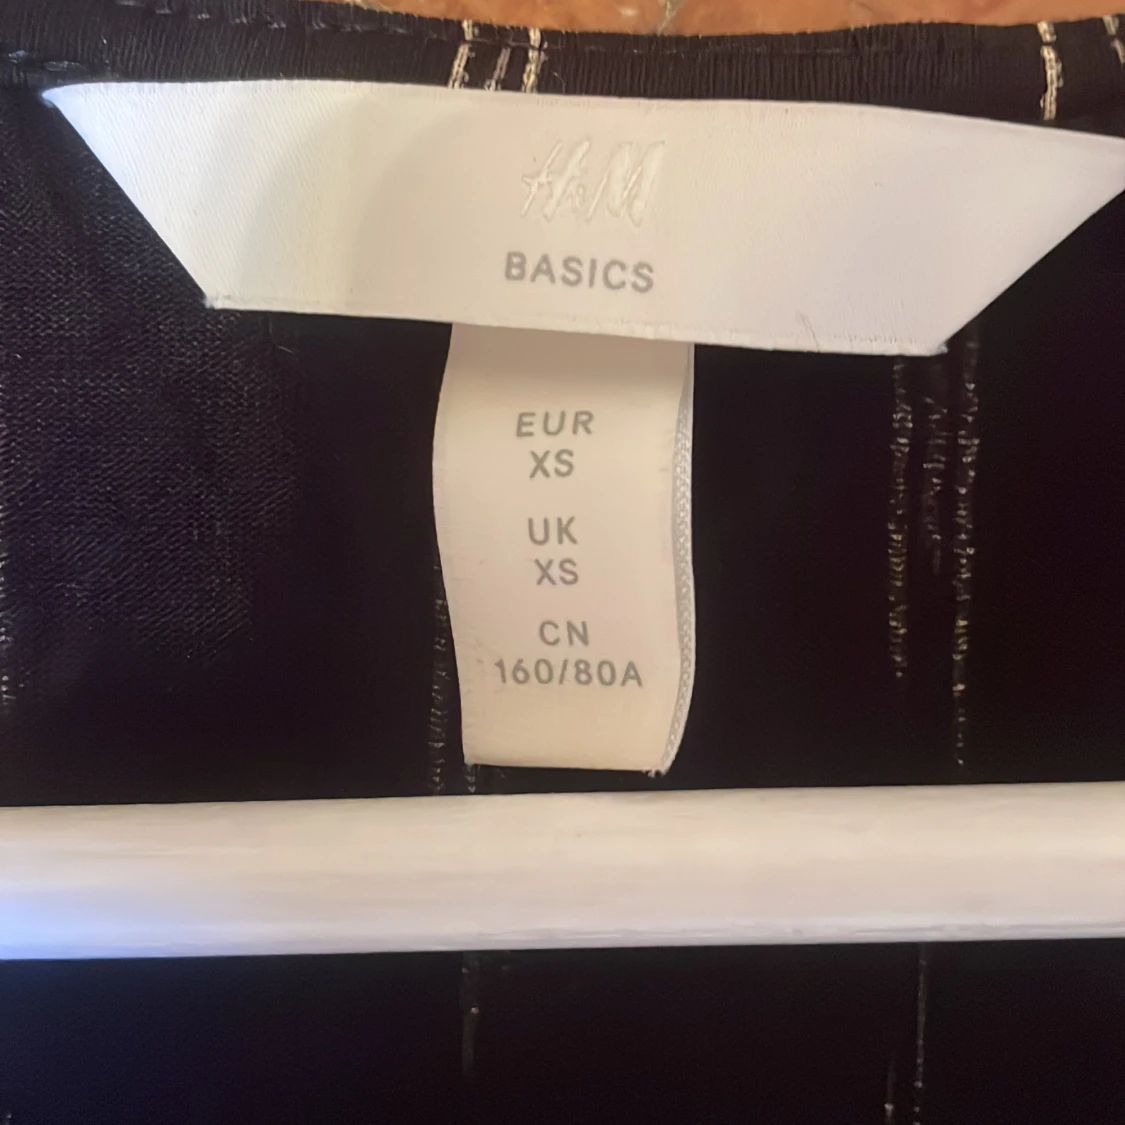 H&M
BASICS
EUR
XS
UK
XS
CN
160/80A